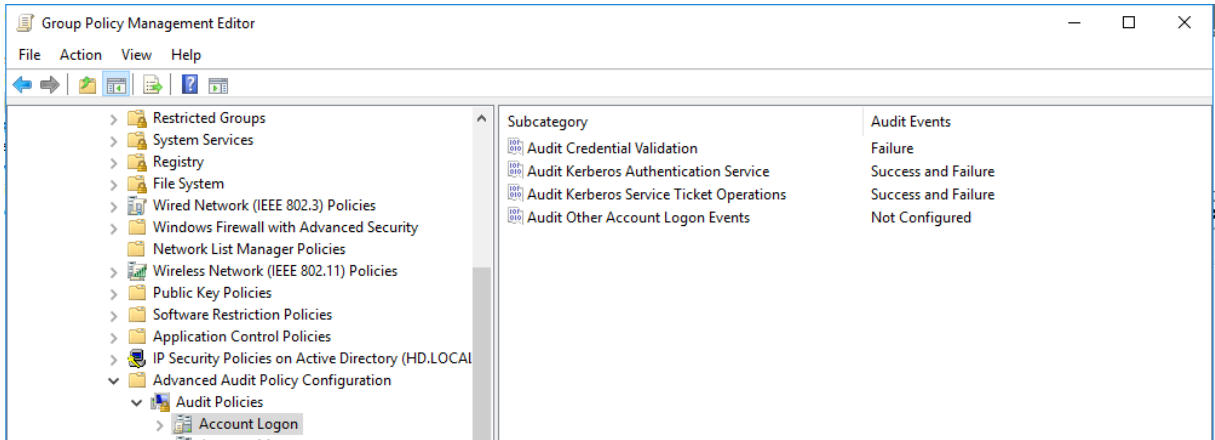 Group Policy Management Editor
File Action View Help
Restricted Groups
System Services
Registry
File System
Wired Network (IEEE 802.3) Policies
Windows Firewall with Advanced Security
Network List Manager Policies
Wireless Network (IEEE 802.11) Policies
Public Key Policies
Software Restriction Policies
Application Control Policies
IP Security Policies on Active Directory (HD.LOCAL
Advanced Audit Policy Configuration
Audit Policies
Account Logon
Subcategory Audit Events
Audit Credential Validation Failure
Audit Kerberos Authentication Service Success and Failure
Audit Kerberos Service Ticket Operations Success and Failure
Audit Other Account Logon Events Not Configured